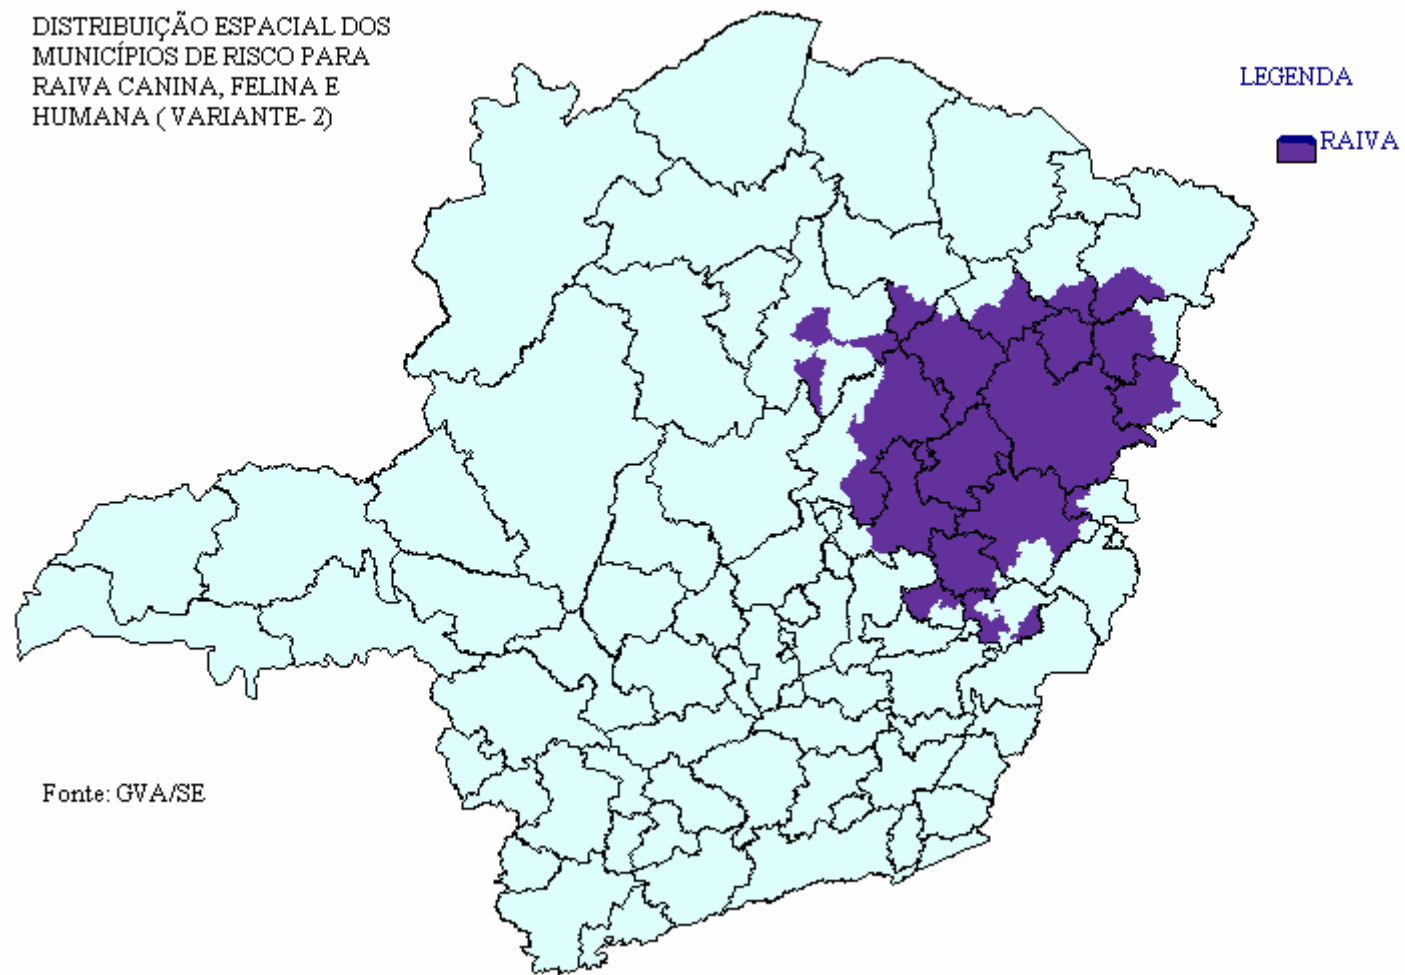 DISTRIBUIÇÃO ESPACIAL DOS
MUNICÍPIOS DE RISCO PARA
RAIVA CANINA, FELINA E
HUMANA ( VARIANTE- 2)
LEGENDA
RAIVA
Fonte: GVA/SE